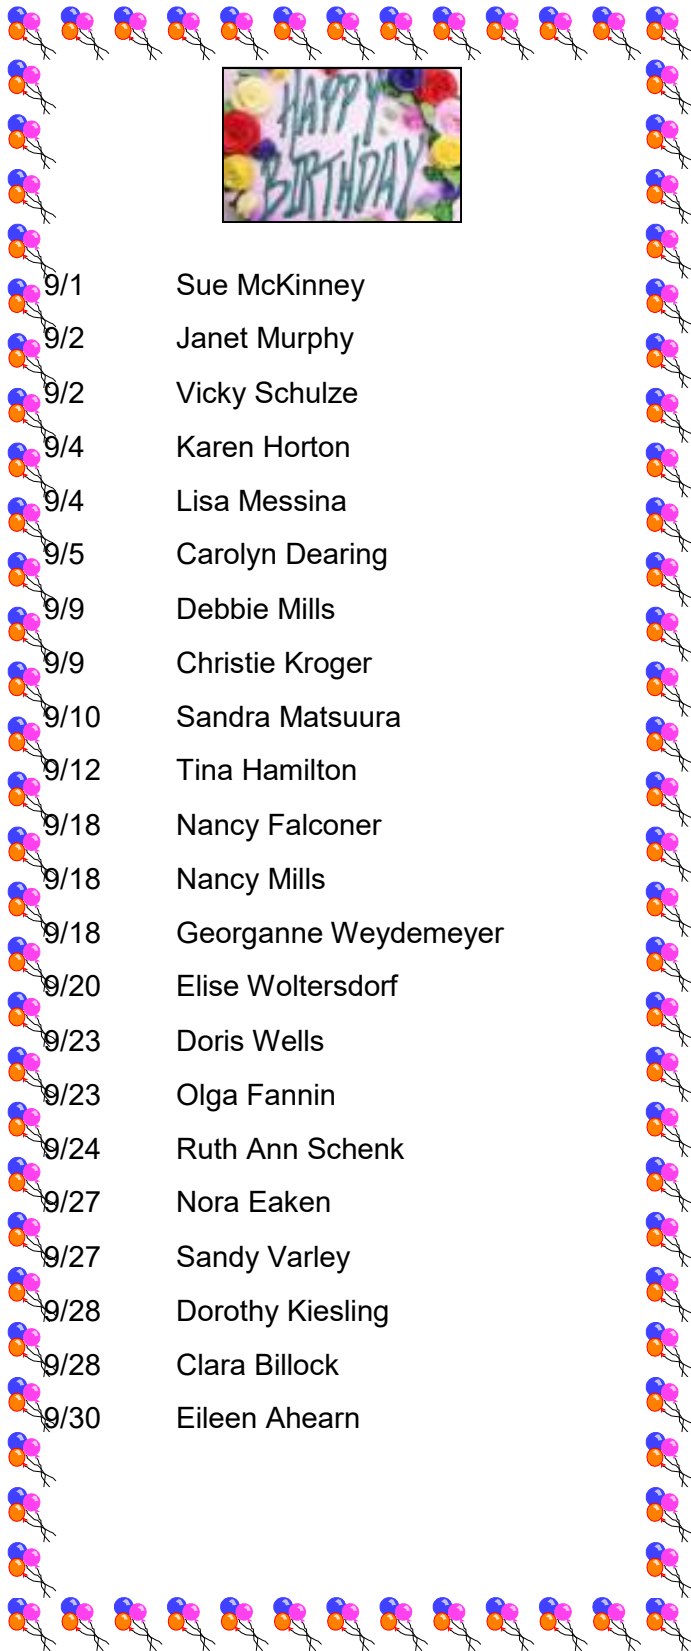 HAPPY
BIRTHDAY
9/1 Sue McKinney
9/2 Janet Murphy
9/2 Vicky Schulze
9/4 Karen Horton
9/4 Lisa Messina
9/5 Carolyn Dearing
9/9 Debbie Mills
9/9 Christie Kroger
9/10 Sandra Matsuura
9/12 Tina Hamilton
9/18 Nancy Falconer
9/18 Nancy Mills
9/18 Georganne Weydemeyer
9/20 Elise Woltersdorf
9/23 Doris Wells
9/23 Olga Fannin
9/24 Ruth Ann Schenk
9/27 Nora Eaken
9/27 Sandy Varley
9/28 Dorothy Kiesling
9/28 Clara Billock
9/30 Eileen Ahearn